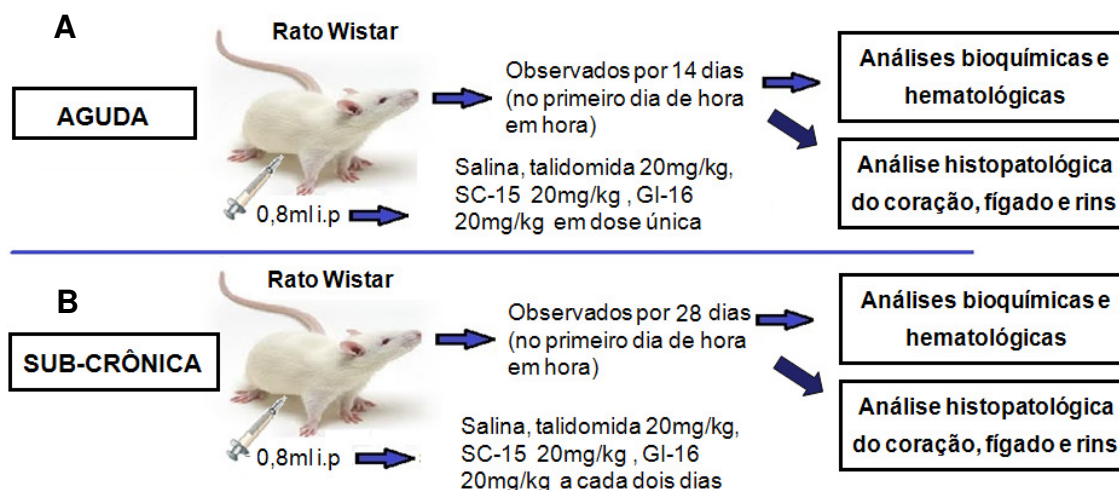 A
Rato Wistar
AGUDA
0,8ml i.p
Observados por 14 dias
(no primeiro dia de hora
em hora)
Salina, talidomida 20mg/kg,
SC-15 20mg/kg , GI-16
20mg/kg em dose única
Análises bioquímicas e
hematológicas
Análise histopatológica
do coração, fígado e rins
B
Rato Wistar
SUB-CRÔNICA
0,8ml i.p
Observados por 28 dias
(no primeiro dia de hora
em hora)
Salina, talidomida 20mg/kg,
SC-15 20mg/kg , GI-16
20mg/kg a cada dois dias
Análises bioquímicas e
hematológicas
Análise histopatológica
do coração, fígado e rins